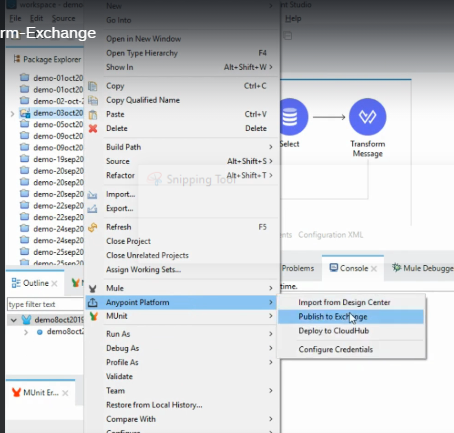 workspace -
nt Studio
File Edit Source
Help
rm-Exchange
Package Explorer
demo-01oct20
demo-01oct20
demo-02-oct-2
demo-03oct20
demo-05oct20
demo-09oct20
demo-09oct20
demo-19sep20
demo-20sep20
demo-20sep20
demo-20sep20
demo-22sep20
demo-22sep20
demo-24sep20
demo-24sep20
demo-25sep20
New
Go Into
Open in New Window
Open Type Hierarchy F4
Show In Alt+Shift+W >
Copy Ctrl+C
Copy Qualified Name
Paste Ctrl+V
Delete Delete
Build Path
Source Alt+Shift+S >
Refactor Alt+Shift+T >
Import...
Export...
Refresh F5
Close Project
Close Unrelated Projects
Assign Working Sets...
Mule
Anypoint Platform
MUnit
Run As
Debug As
Profile As
Validate
Team
Restore from Local History...
Compare With
Configure
Import from Design Center
Publish to Exchange
Deploy to CloudHub
Configure Credentials
Select
Transform
Message
Snipping Tool
ents Configuration XML
Problems Console Mule Debugger
time.
Outline
type filter text
demo8oct2019
demo8oct
MUnit Er...